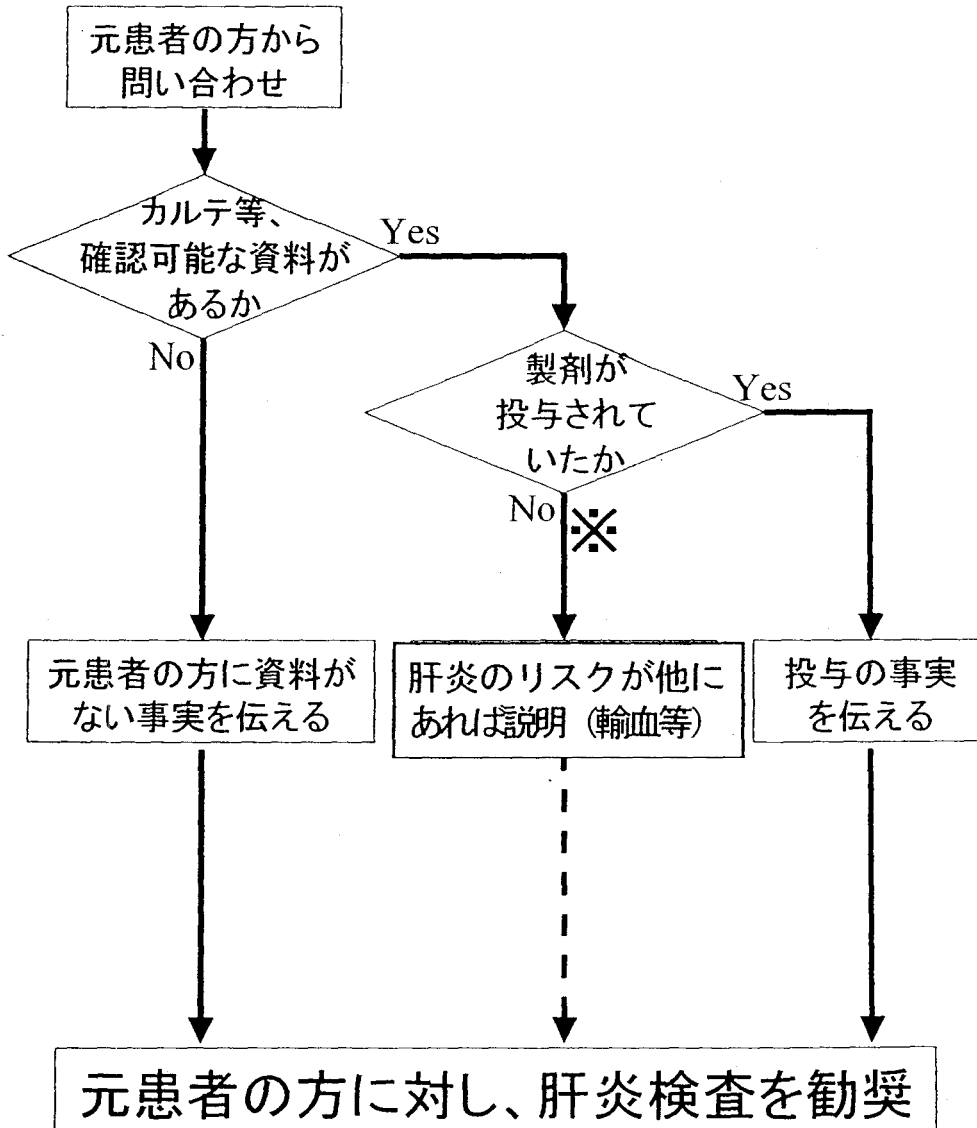 元患者の方から
問い合わせ
カルテ等、
確認可能な資料が
あるか
Yes
No
製剤が
投与されて
いたか
Yes
No
※
元患者の方に資料が
ない事実を伝える
肝炎のリスクが他に
あれば説明（輸血等）
投与の事実
を伝える
元患者の方に対し、肝炎検査を勧奨